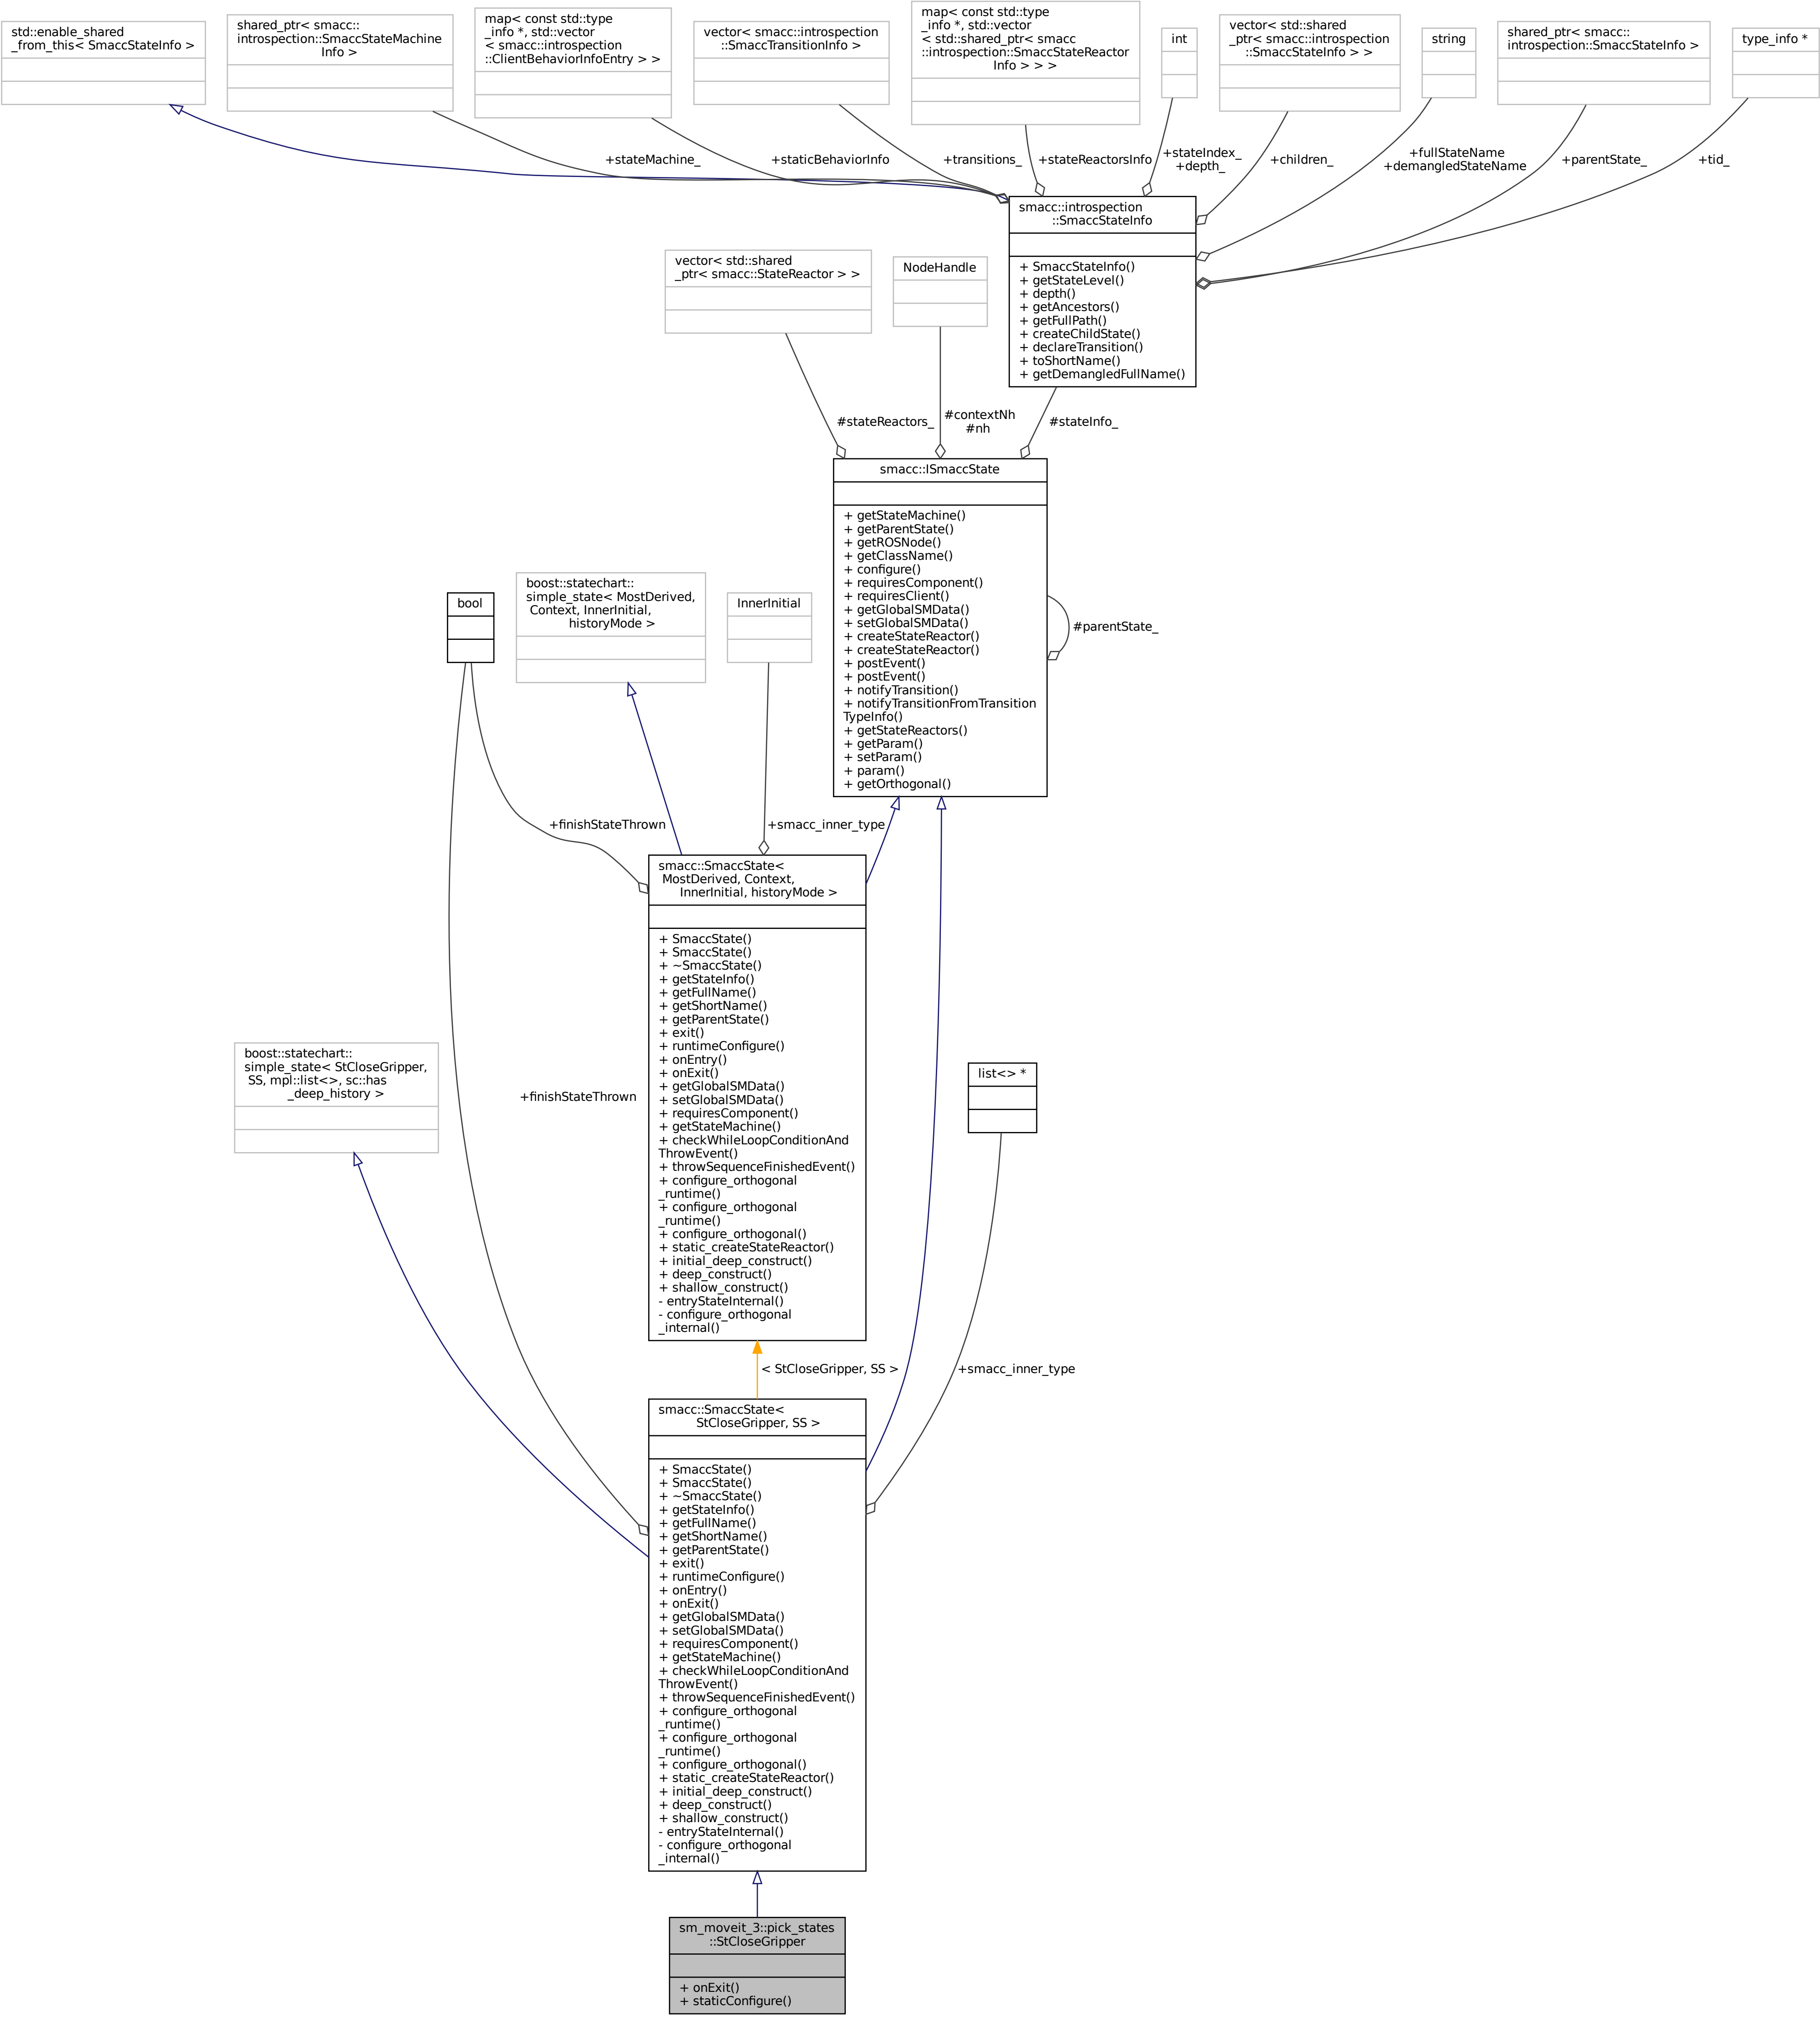 std::enable_shared
_from_this< SmaccStateInfo >
shared_ptr< smacc::
introspection::SmaccStateMachine
Info >
map< const std::type
_info *, std::vector
< smacc::introspection
::ClientBehaviorInfoEntry > >
vector< smacc::introspection
::SmaccTransitionInfo >
map< const std::type
_info *, std::vector
< std::shared_ptr< smacc
::introspection::SmaccStateReactor
Info > > >
int
vector< std::shared
_ptr< smacc::introspection
::SmaccStateInfo > >
string
shared_ptr< smacc::
introspection::SmaccStateInfo >
type_info *
+stateMachine_
+staticBehaviorInfo
+transitions_
+stateReactorsInfo
+stateIndex_
+depth_
+children_
+fullStateName
+demangledStateName
+parentState_
+tid_
smacc::introspection
::SmaccStateInfo
+ SmaccStateInfo()
+ getStateLevel()
+ depth()
+ getAncestors()
+ getFullPath()
+ createChildState()
+ declareTransition()
+ toShortName()
+ getDemangledFullName()
vector< std::shared
_ptr< smacc::StateReactor > >
NodeHandle
#stateReactors_
#contextNh
#nh
#stateInfo_
smacc::ISmaccState
+ getStateMachine()
+ getParentState()
+ getROSNode()
+ getClassName()
+ configure()
+ requiresComponent()
+ requiresClient()
+ getGlobalSMData()
+ setGlobalSMData()
+ createStateReactor()
+ createStateReactor()
+ postEvent()
+ postEvent()
+ notifyTransition()
+ notifyTransitionFromTransition
TypeInfo()
+ getStateReactors()
+ getParam()
+ setParam()
+ param()
+ getOrthogonal()
#parentState_
bool
boost::statechart::
simple_state< MostDerived,
Context, InnerInitial,
historyMode >
InnerInitial
+finishStateThrown
+smacc_inner_type
smacc::SmaccState<
MostDerived, Context,
InnerInitial, historyMode >
+ SmaccState()
+ SmaccState()
+ ~SmaccState()
+ getStateInfo()
+ getFullName()
+ getShortName()
+ getParentState()
+ exit()
+ runtimeConfigure()
+ onEntry()
+ onExit()
+ getGlobalSMData()
+ setGlobalSMData()
+ requiresComponent()
+ getStateMachine()
+ checkWhileLoopConditionAnd
ThrowEvent()
+ throwSequenceFinishedEvent()
+ configure_orthogonal
_runtime()
+ configure_orthogonal
_runtime()
+ configure_orthogonal()
+ static_createStateReactor()
+ initial_deep_construct()
+ deep_construct()
+ shallow_construct()
- entryStateInternal()
- configure_orthogonal
_internal()
boost::statechart::
simple_state< StCloseGripper,
SS, mpl::list<>, sc::has
_deep_history >
+finishStateThrown
list<> *
< StCloseGripper, SS >
+smacc_inner_type
smacc::SmaccState<
StCloseGripper, SS >
+ SmaccState()
+ SmaccState()
+ ~SmaccState()
+ getStateInfo()
+ getFullName()
+ getShortName()
+ getParentState()
+ exit()
+ runtimeConfigure()
+ onEntry()
+ onExit()
+ getGlobalSMData()
+ setGlobalSMData()
+ requiresComponent()
+ getStateMachine()
+ checkWhileLoopConditionAnd
ThrowEvent()
+ throwSequenceFinishedEvent()
+ configure_orthogonal
_runtime()
+ configure_orthogonal
_runtime()
+ configure_orthogonal()
+ static_createStateReactor()
+ initial_deep_construct()
+ deep_construct()
+ shallow_construct()
- entryStateInternal()
- configure_orthogonal
_internal()
sm_moveit_3::pick_states
::StCloseGripper
+ onExit()
+ staticConfigure()